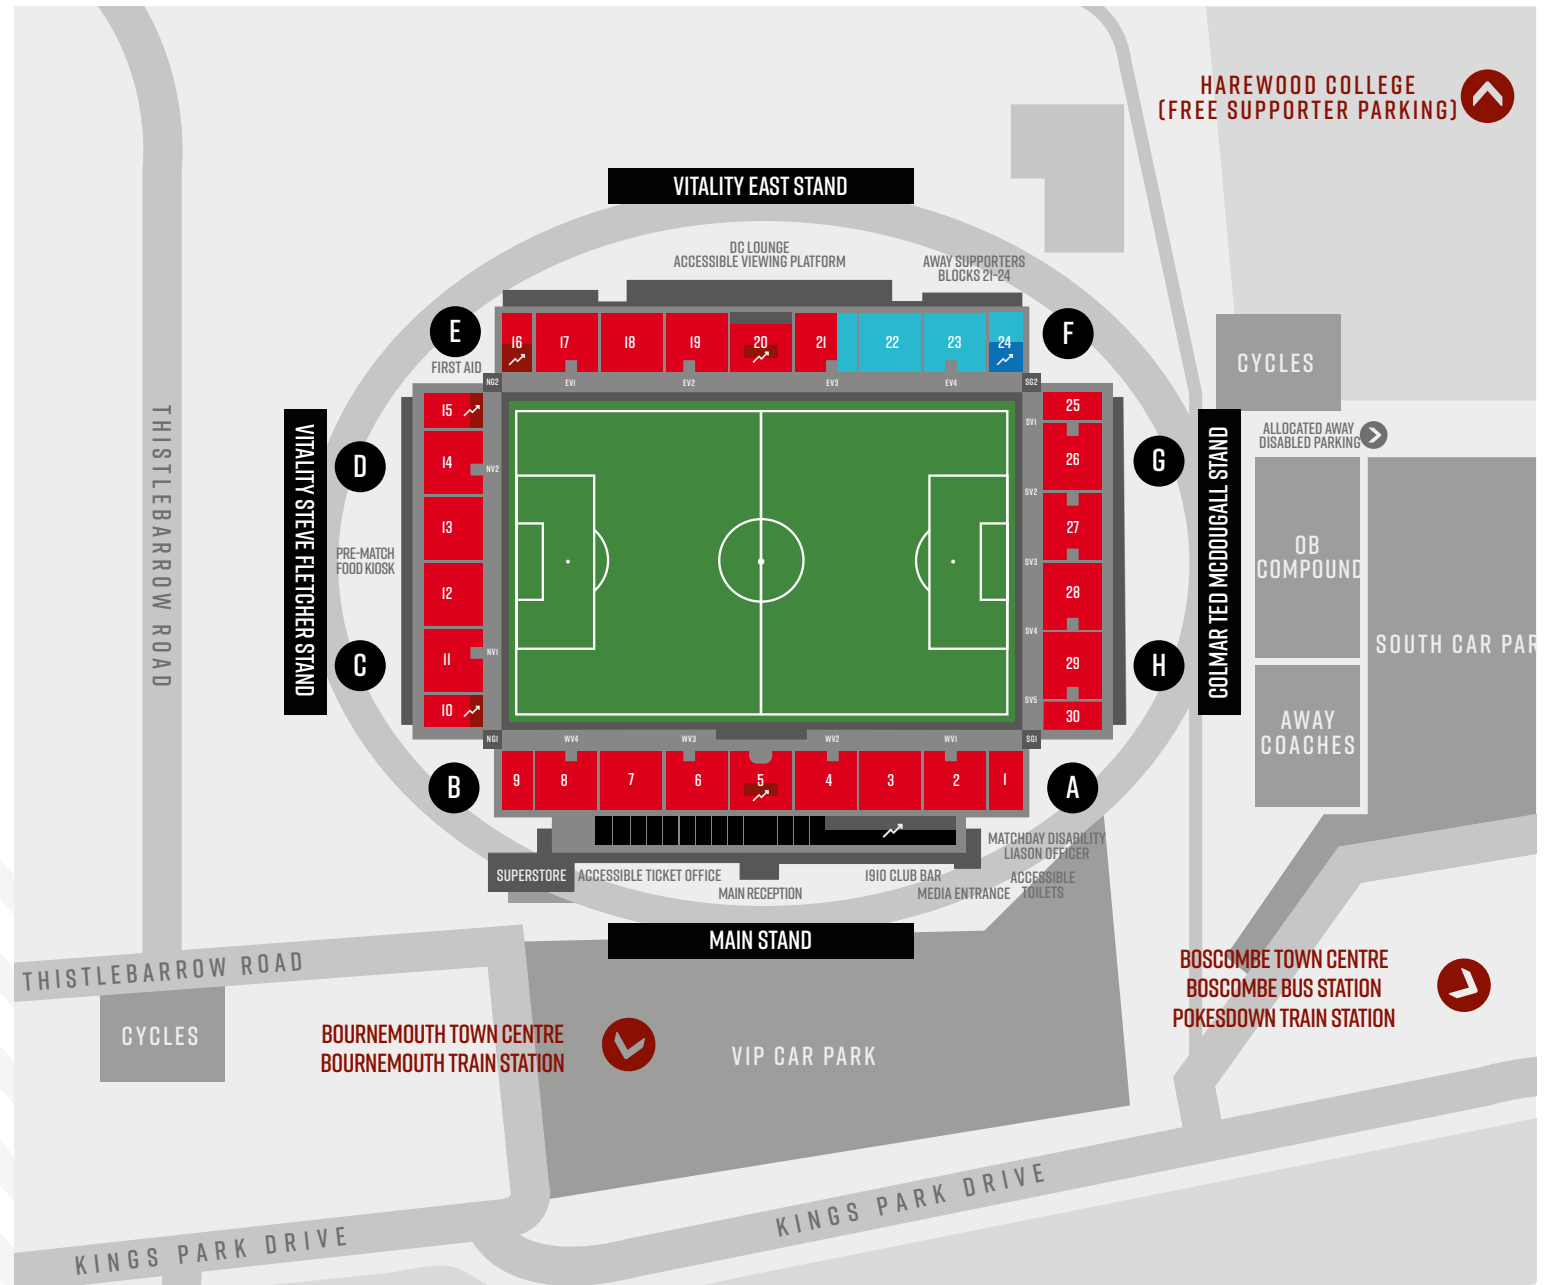 HAREWOOD COLLEGE
(FREE SUPPORTER PARKING)
VITALITY EAST STAND
DC LOUNGE
ACCESSIBLE VIEWING PLATFORM
AWAY SUPPORTERS
BLOCKS 21-24
E
F
FIRST AID
16
17
18
19
20
21
22
23
24
NG2
EV1
EV2
EV3
EV4
SG2
CYCLES
ALLOCATED AWAY
DISABLED PARKING
THISTLEBARROW ROAD
VITALITY STEVE FLETCHER STAND
D
PRE-MATCH
FOOD KIOSK
C
15
14
13
12
11
10
NV2
NV1
SV1
SV2
SV3
SV4
SV5
25
26
27
28
29
30
G
H
COLMAR TED MCDOUGALL STAND
OB
COMPOUND
SOUTH CAR PAR
AWAY
COACHES
NG1
WV4
WV3
WV2
WV1
SG1
B
9
8
7
6
5
4
3
2
1
A
MATCHDAY DISABILITY
LIASON OFFICER
SUPERSTORE
ACCESSIBLE TICKET OFFICE
MAIN RECEPTION
1910 CLUB BAR
MEDIA ENTRANCE
ACCESSIBLE
TOILETS
MAIN STAND
THISTLEBARROW ROAD
CYCLES
BOURNEMOUTH TOWN CENTRE
BOURNEMOUTH TRAIN STATION
VIP CAR PARK
BOSCOMBE TOWN CENTRE
BOSCOMBE BUS STATION
POKESDOWN TRAIN STATION
KINGS PARK DRIVE
KINGS PARK DRIVE